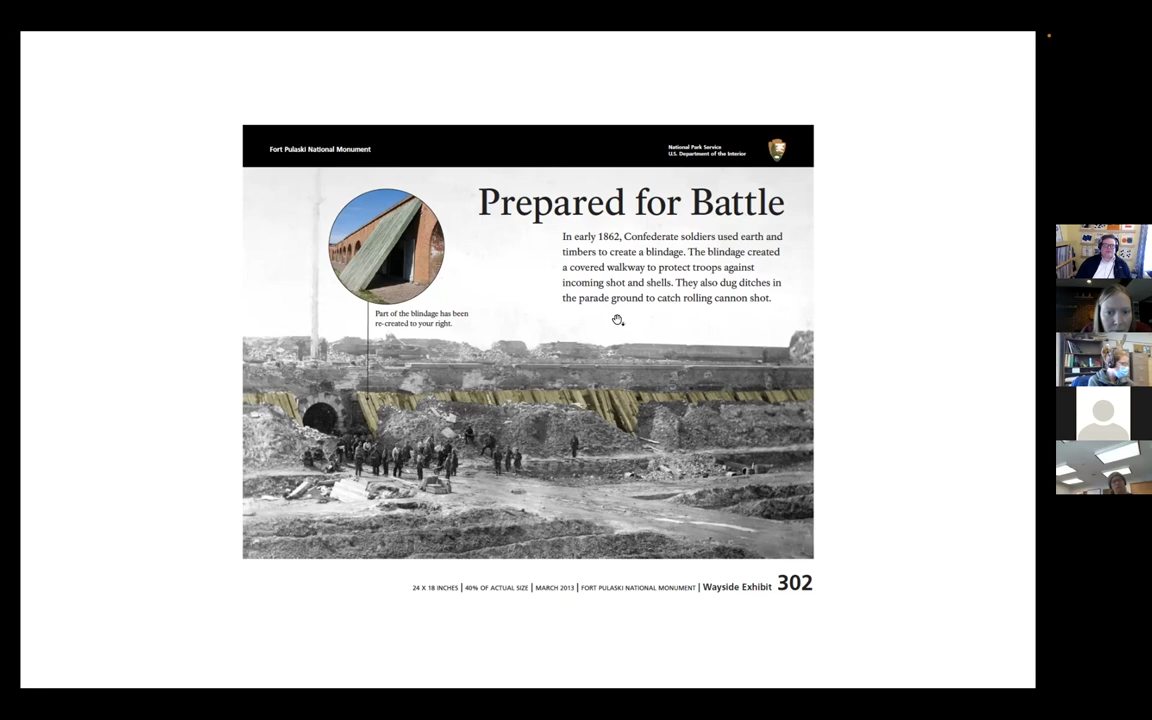 Fort Pulaski National Monument
National Park Service
U.S. Department of the Interior
Prepared for Battle
In early 1862, Confederate soldiers used earth and
timbers to create a blindage. The blindage created
a covered walkway to protect troops against
incoming shot and shells. They also dug ditches in
the parade ground to catch rolling cannon shot.
Part of the blindage has been
re-created to your right.
24 X 18 INCHES | 40% OF ACTUAL SIZE | MARCH 2013 | FORT PULASKI NATIONAL MONUMENT | Wayside Exhibit 302